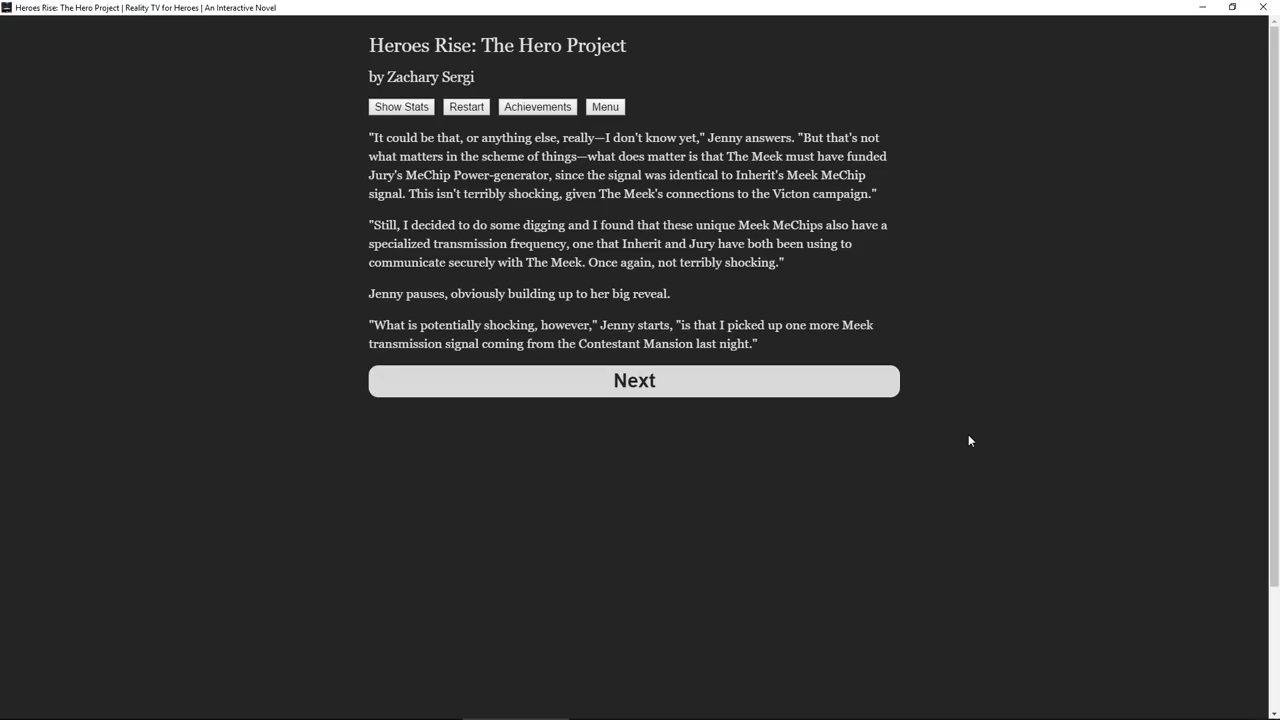 Heroes Rise: The Hero Project | Reality TV for Heroes | An Interactive Novel
Heroes Rise: The Hero Project
by Zachary Sergi
Show Stats Restart Achievements Menu
"It could be that, or anything else, really—I don't know yet," Jenny answers. "But that's not
what matters in the scheme of things—what does matter is that The Meek must have funded
Jury's MeChip Power-generator, since the signal was identical to Inherit's Meek MeChip
signal. This isn't terribly shocking, given The Meek's connections to the Victon campaign."
"Still, I decided to do some digging and I found that these unique Meek MeChips also have a
specialized transmission frequency, one that Inherit and Jury have both been using to
communicate securely with The Meek. Once again, not terribly shocking."
Jenny pauses, obviously building up to her big reveal.
"What is potentially shocking, however," Jenny starts, "is that I picked up one more Meek
transmission signal coming from the Contestant Mansion last night."
Next